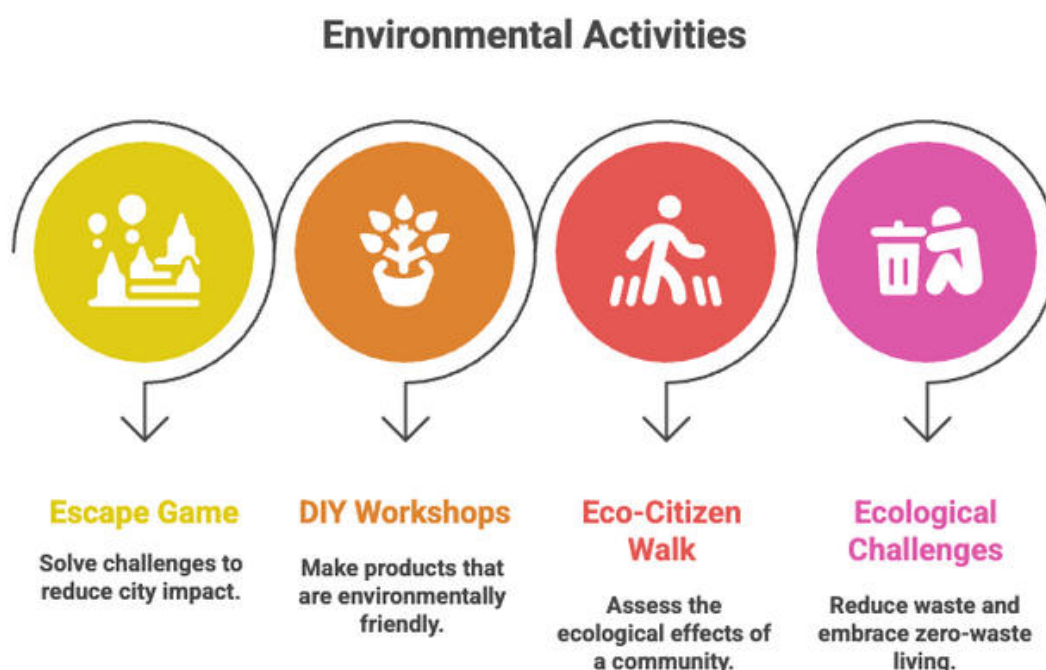 Environmental Activities
Escape Game
Solve challenges to
reduce city impact.
DIY Workshops
Make products that
are environmentally
friendly.
Eco-Citizen
Walk
Assess the
ecological effects of
a community.
Ecological
Challenges
Reduce waste and
embrace zero-waste
living.